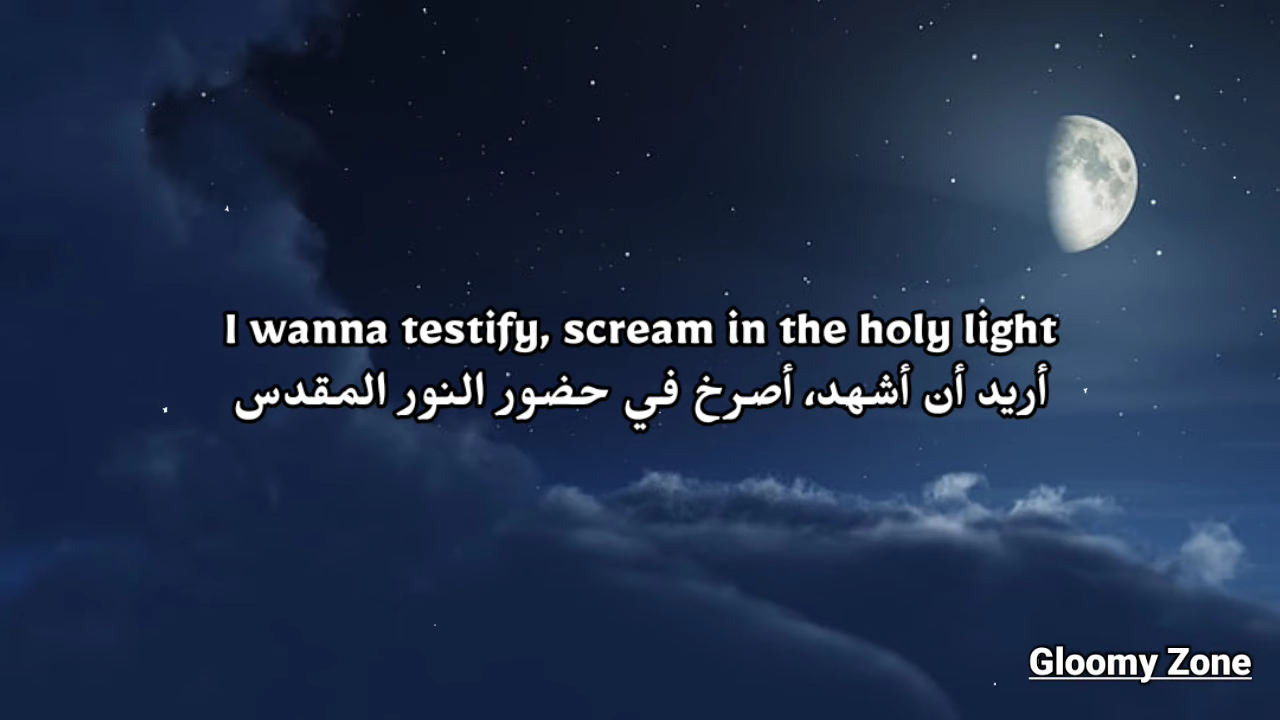 I wanna testify, scream in the holy light
أريد أن أشهد، أصرخ في حضور النور المقدس
Gloomy Zone